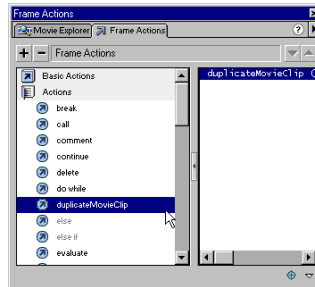 Frame Actions
Movie Explorer Frame Actions ?
+ - Frame Actions
Basic Actions
Actions
break
call
comment
continue
delete
do while
duplicateMovieClip
else
else if
evaluate
duplicateMovieClip (